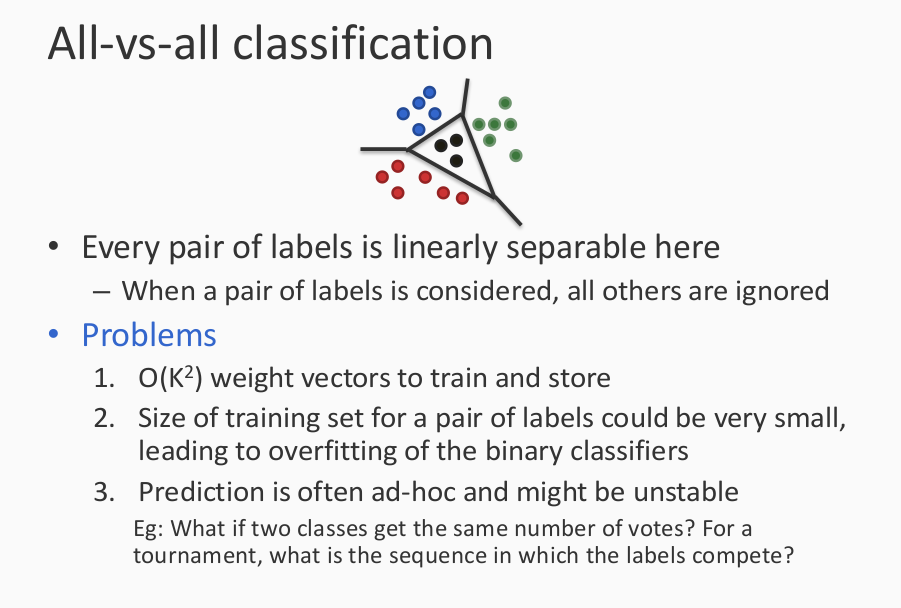 All-vs-all classification
• Every pair of labels is linearly separable here
– When a pair of labels is considered, all others are ignored
• Problems
1. O(K²) weight vectors to train and store
2. Size of training set for a pair of labels could be very small,
leading to overfitting of the binary classifiers
3. Prediction is often ad-hoc and might be unstable
Eg: What if two classes get the same number of votes? For a
tournament, what is the sequence in which the labels compete?